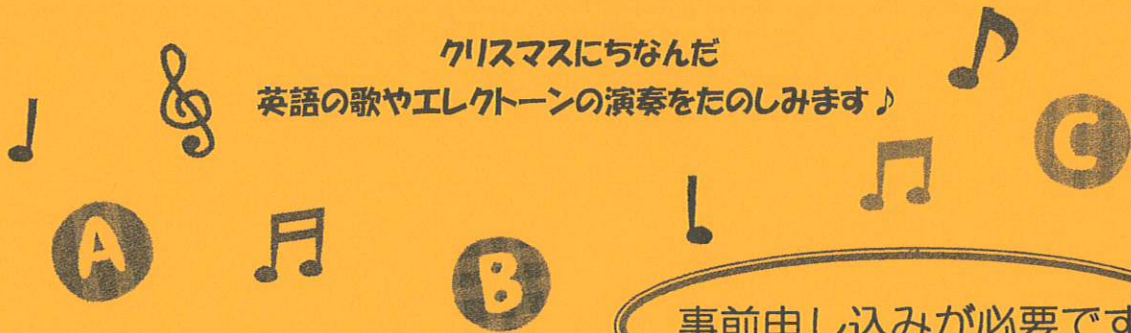 クリスマスにちなんだ
英語の歌やエレクトーンの演奏をたのしみます♪
C
A
B
事前申し込みが必要です